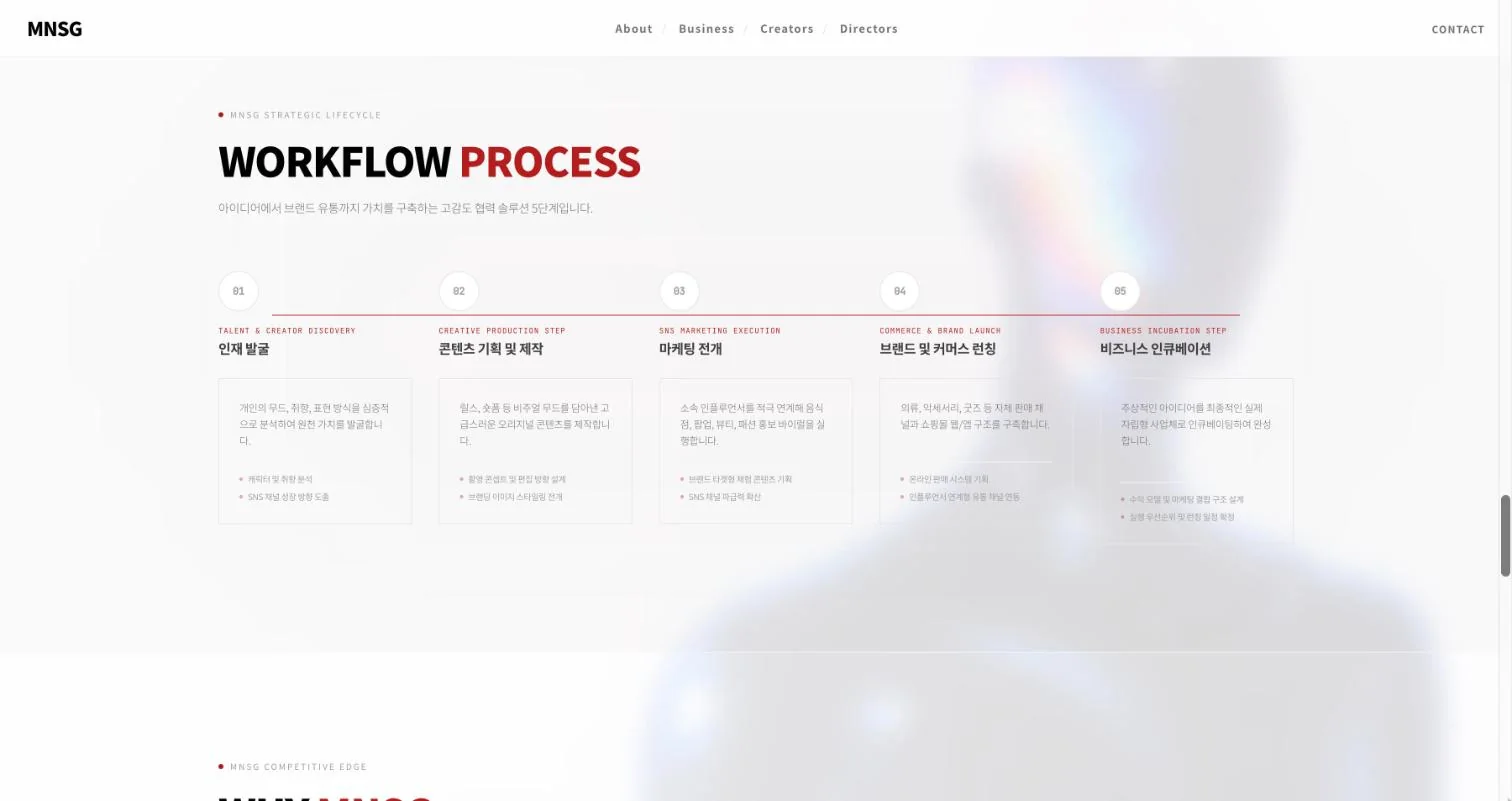 MNSG
About / Business / Creators / Directors
CONTACT
MNSG STRATEGIC LIFECYCLE
WORKFLOW PROCESS
아이디어에서 브랜드 유통까지 가치를 구축하는 고감도 협력 솔루션 5단계입니다.
01
TALENT & CREATOR DISCOVERY
인재 발굴
개인의 무드, 취향, 표현 방식을 심층적
으로 분석하여 원천 가치를 발굴합니
다.
캐릭터 및 취향 분석
SNS 채널 성장 방향 도출
02
CREATIVE PRODUCTION STEP
콘텐츠 기획 및 제작
릴스, 숏폼 등 비주얼 무드를 담아낸 고
급스러운 오리지널 콘텐츠를 제작합니
다.
촬영 콘셉트 및 편집 방향 설계
브랜딩 이미지 스타일링 전개
03
SNS MARKETING EXECUTION
마케팅 전개
소속 인플루언서를 적극 연계해 음식
점, 팝업, 뷰티, 패션 홍보 바이럴을 실
행합니다.
브랜드 타겟형 체험 콘텐츠 기획
SNS 채널 파급력 확산
04
COMMERCE & BRAND LAUNCH
브랜드 및 커머스 런칭
의류, 악세서리, 굿즈 등 자체 판매 채
널과 쇼핑몰 웹/앱 구조를 구축합니다.
온라인 판매 시스템 기획
인플루언서 연계형 유통 채널 연동
05
BUSINESS INCUBATION STEP
비즈니스 인큐베이션
추상적인 아이디어를 최종적인 실제
자립형 사업체로 인큐베이팅하여 완성
합니다.
수익 모델 및 마케팅 결합 구조 설계
실행 우선순위 및 런칭 일정 확정
MNSG COMPETITIVE EDGE
WHY MNSG